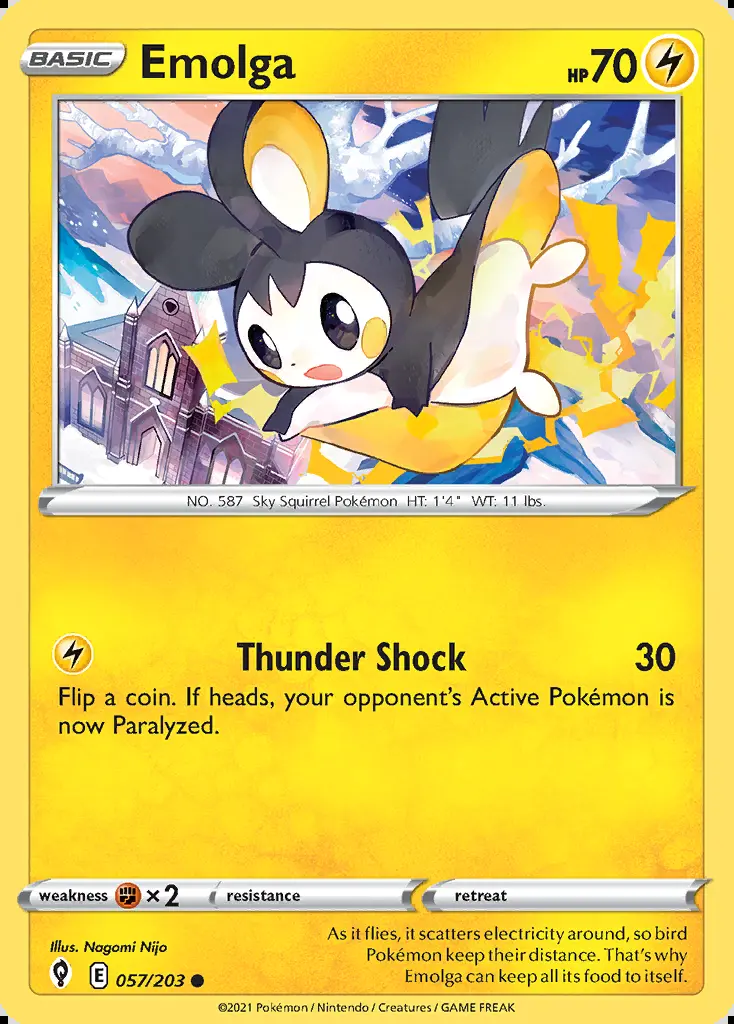 BASIC Emolga HP 70
NO. 587 Sky Squirrel Pokémon HT: 1'4" WT: 11 lbs.
Thunder Shock 30
Flip a coin. If heads, your opponent's Active Pokémon is
now Paralyzed.
weakness ×2 resistance retreat
Illus. Nagomi Nijo
E 057/203
As it flies, it scatters electricity around, so bird
Pokémon keep their distance. That's why
Emolga can keep all its food to itself.
©2021 Pokémon / Nintendo / Creatures / GAME FREAK